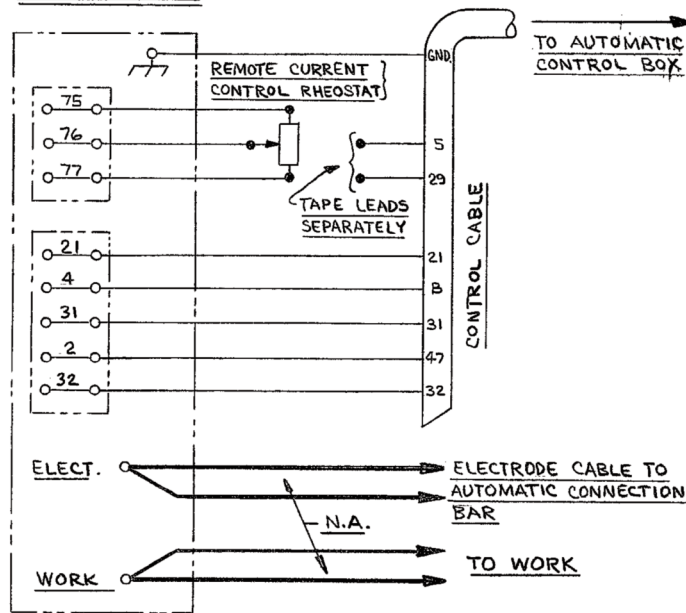 TO AUTOMATIC
CONTROL BOX
GND.
REMOTE CURRENT
CONTROL RHEOSTAT
75
76
77
5
29
TAPE LEADS
SEPARATELY
CONTROL CABLE
21
4
31
2
32
21
B
31
47
32
ELECT.
ELECTRODE CABLE TO
AUTOMATIC CONNECTION
BAR
N.A.
WORK
TO WORK